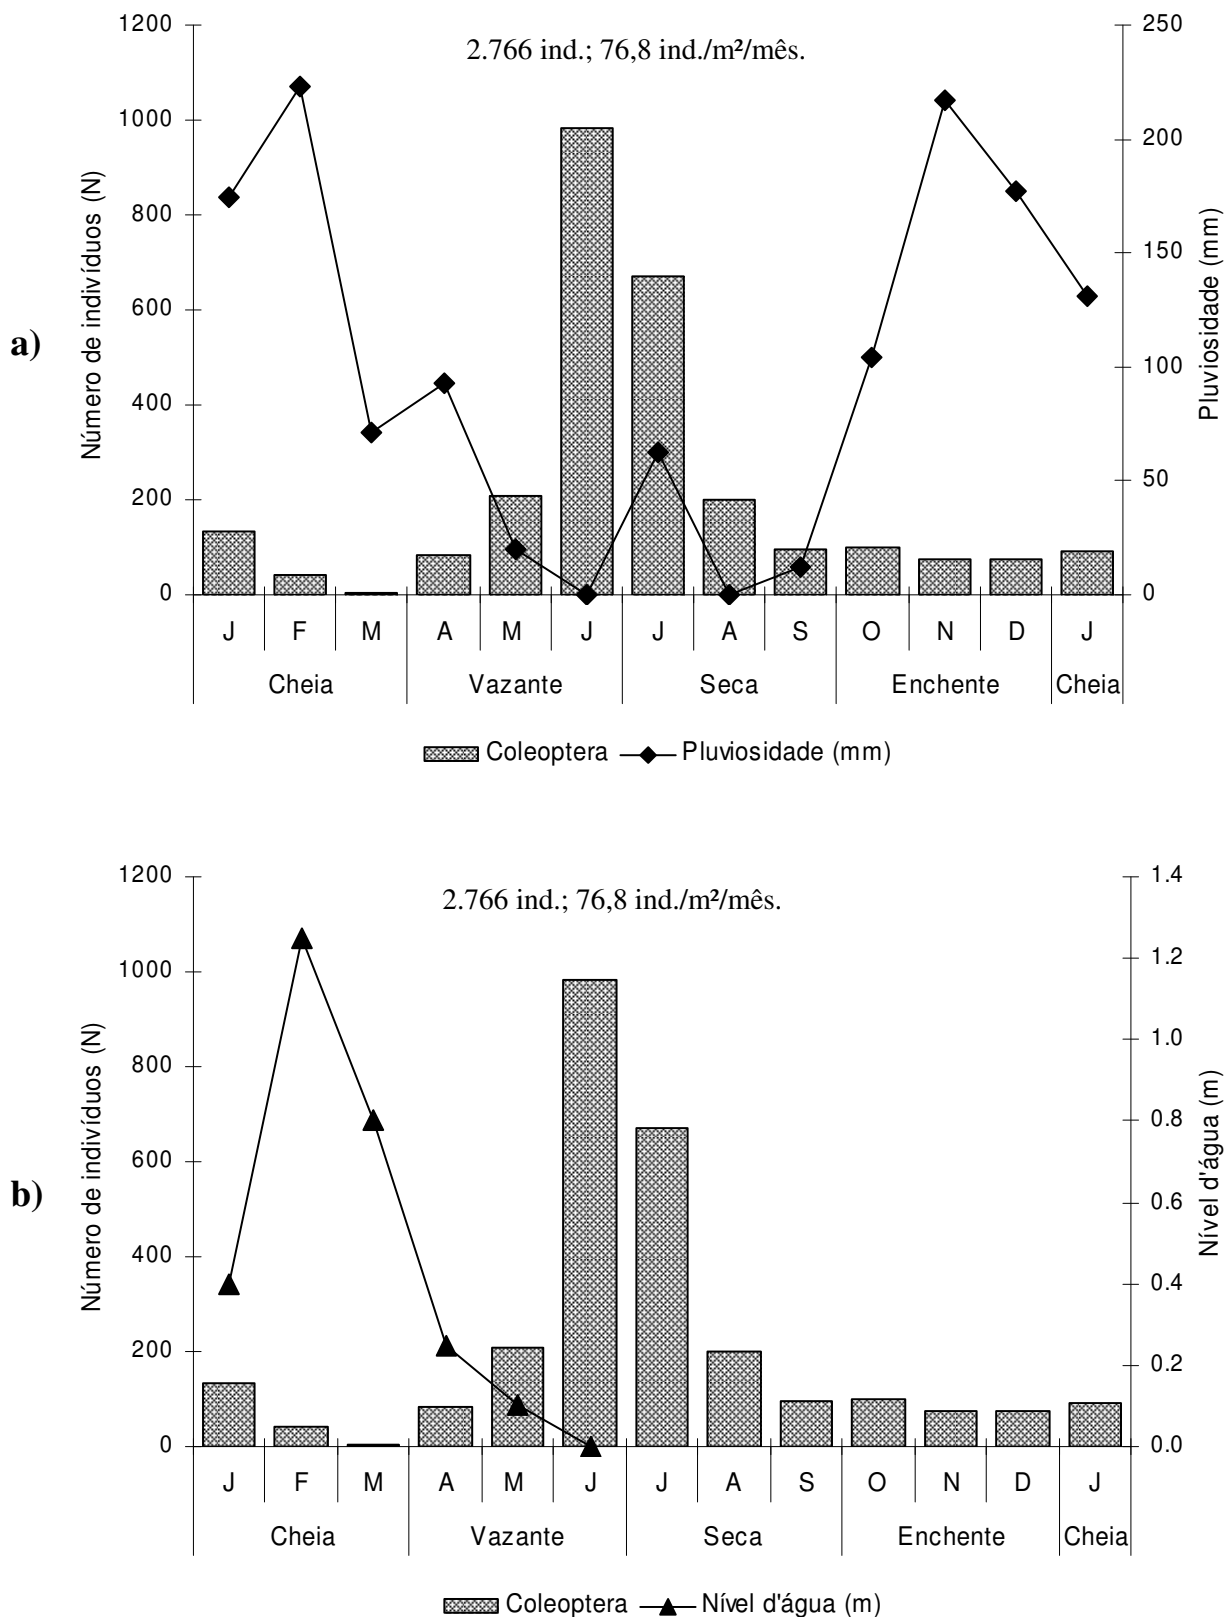 a)
2.766 ind.; 76,8 ind./m²/mês.
Número de indivíduos (N)
1200
1000
800
600
400
200
0
Pluviosidade (mm)
250
200
150
100
50
0
J F M A M J J A S O N D J
Cheia Vazante Seca Enchente Cheia
Coleoptera Pluviosidade (mm)
b)
2.766 ind.; 76,8 ind./m²/mês.
Número de indivíduos (N)
1200
1000
800
600
400
200
0
Nível d'água (m)
1.4
1.2
1.0
0.8
0.6
0.4
0.2
0.0
J F M A M J J A S O N D J
Cheia Vazante Seca Enchente Cheia
Coleoptera Nível d'água (m)